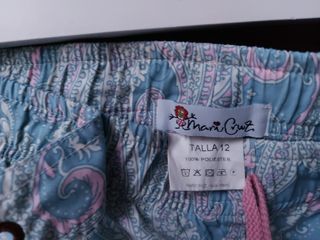 Mari Cruz
TALLA 12
100% POLIESTER